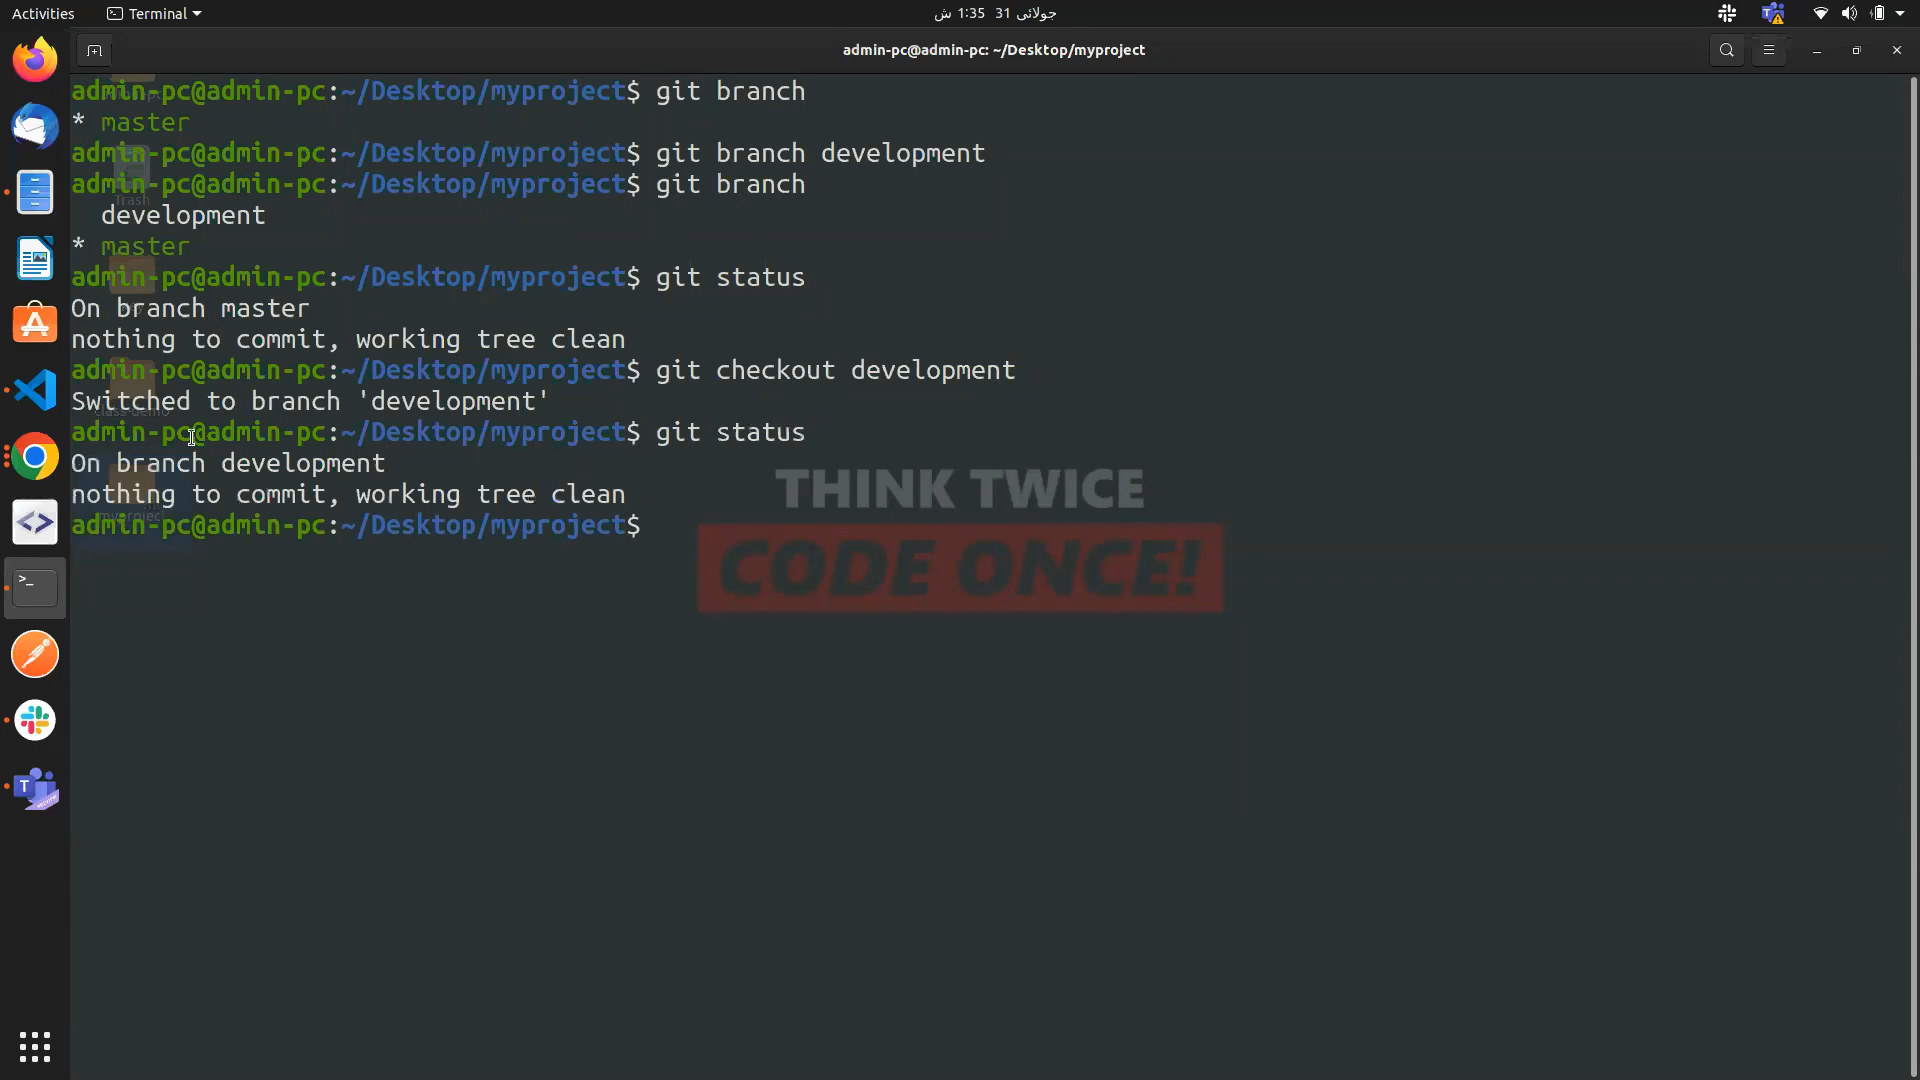 Activities
Terminal
جولائی 31 1:35 ش
admin-pc@admin-pc: ~/Desktop/myproject
admin-pc@admin-pc:~/Desktop/myproject$ git branch
* master
admin-pc@admin-pc:~/Desktop/myproject$ git branch development
admin-pc@admin-pc:~/Desktop/myproject$ git branch
Trash
development
* master
admin-pc@admin-pc:~/Desktop/myproject$ git status
On branch master
nothing to commit, working tree clean
admin-pc@admin-pc:~/Desktop/myproject$ git checkout development
Switched to branch 'development'
class-demo
admin-pc@admin-pc:~/Desktop/myproject$ git status
On branch development
nothing to commit, working tree clean
myproject
admin-pc@admin-pc:~/Desktop/myproject$
THINK TWICE
CODE ONCE!